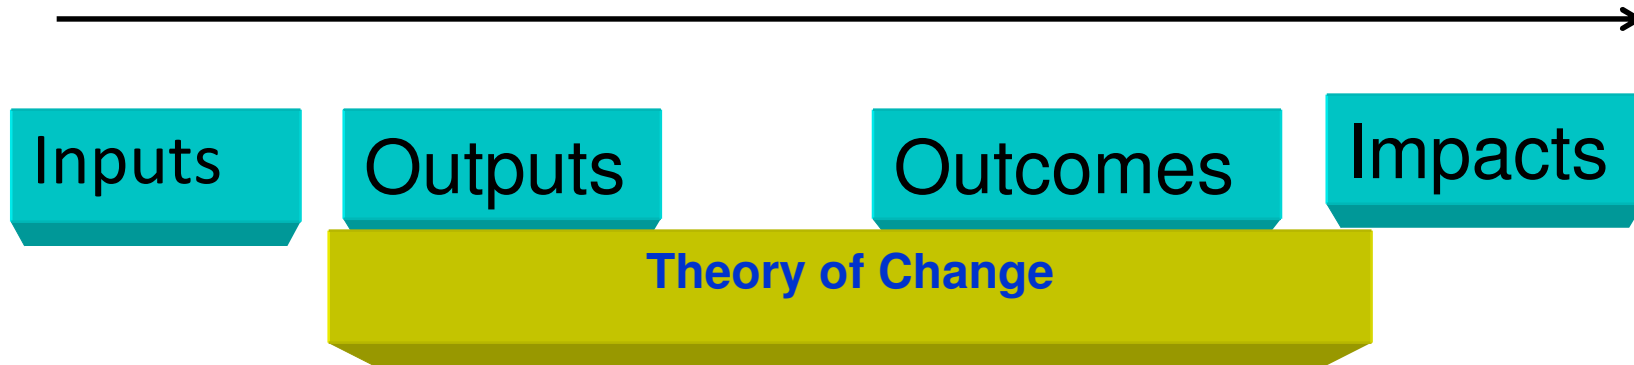 Inputs
Outputs
Outcomes
Impacts
Theory of Change